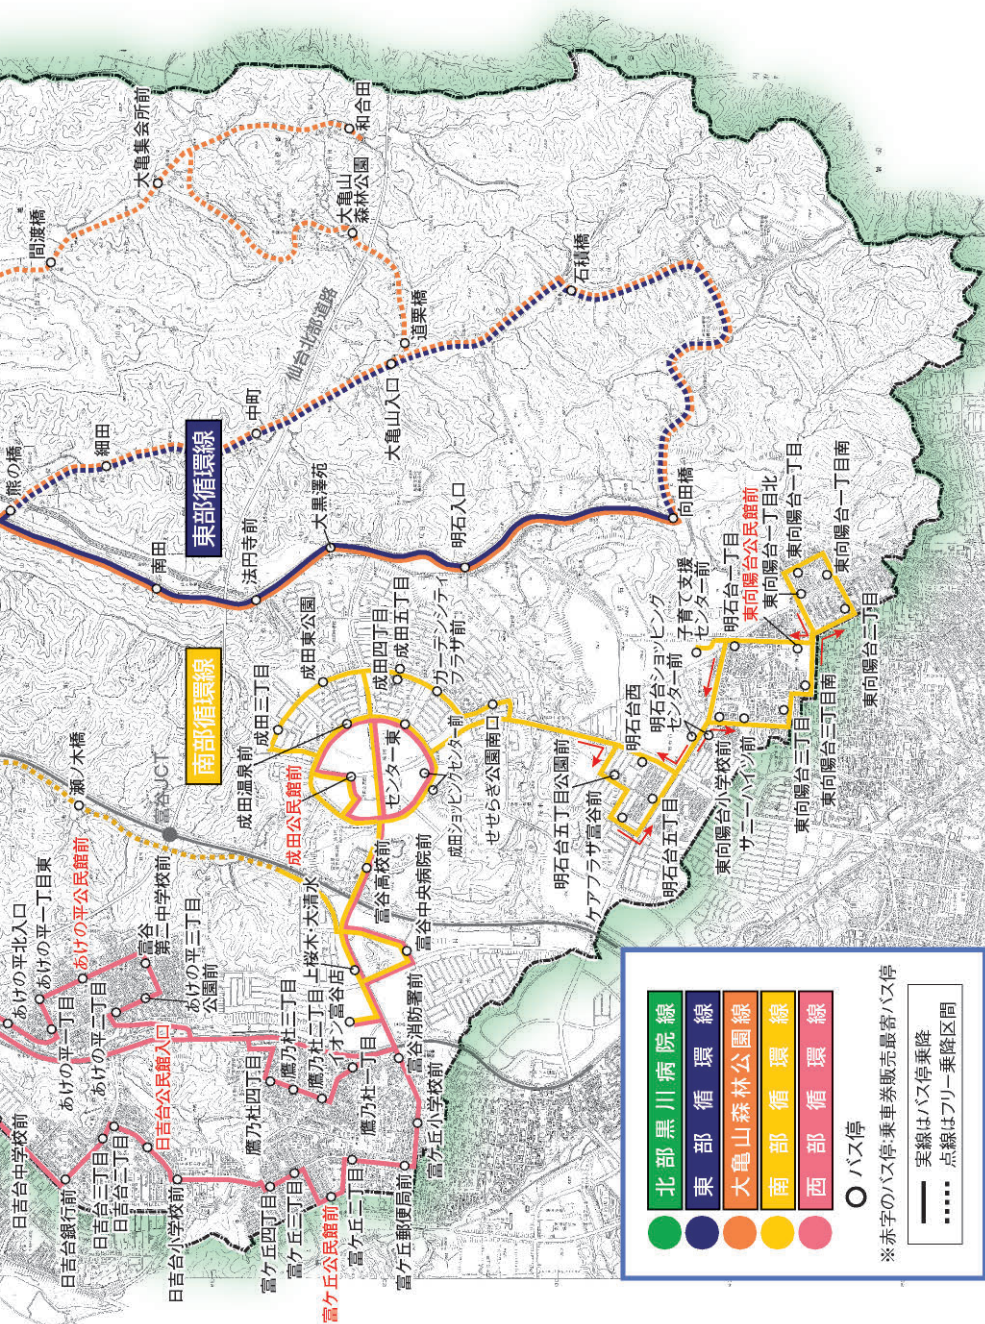 大亀集会所前
和合田
間渡橋
大亀山
森林公園
石積橋
道栗橋
仙台北部道路
大亀山入口
中町
細田
熊の橋
東部循環線
大黒澤苑
法円寺前
南田
明石入口
向田橋
南部循環線
成田三丁目
成田東公園
成田四丁目
成田五丁目
ガーデンシティ
プラザ前
成田温泉前
成田公民館前
センター東
成田ショッピングセンター前
せせらぎ公園南口
子育て支援
センター前
明石台一丁目
東向陽台公民館前
東向陽台一丁目北
東向陽台一丁目
東向陽台一丁目南
東向陽台二丁目
東向陽台三丁目南
東向陽台三丁目
サニーハイツ前
東向陽台小学校前
明石台ショッピング
センター前
明石台西
明石台五丁目公園前
ケアプラザ富谷前
明石台五丁目
瀬ノ木橋
富谷JCT
富谷高校前
富谷中央病院前
上桜木・大清水
イオン富谷店
富谷消防署前
あけの平北入口
あけの平一丁目東
あけの平公民館前
あけの平一丁目
あけの平二丁目
富谷
第二中学校前
あけの平三丁目
公園前
鷹乃杜四丁目
鷹乃杜三丁目
鷹乃杜二丁目
鷹乃杜一丁目
日吉台中学校前
日吉台銀行前
日吉台三丁目
日吉台二丁目
日吉台公民館入口
日吉台小学校前
富ケ丘四丁目
富ケ丘三丁目
富ケ丘公民館前
富ケ丘二丁目
富ケ丘郵便局前
富ケ丘小学校前
北部黒川病院線
東部循環線
大亀山森林公園線
南部循環線
西部循環線
バス停
※赤字のバス停:乗車券販売最寄バス停
実線はバス停乗降
点線はフリー乗降区間